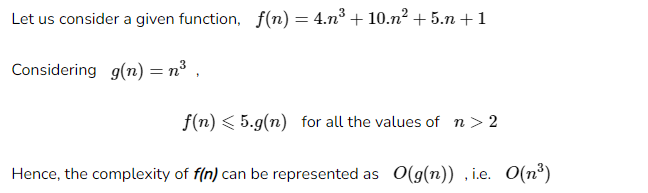 Let us consider a given function, f(n) = 4.n³ + 10.n² + 5.n + 1
Considering g(n) = n³ ,
f(n) ⩽ 5.g(n) for all the values of n > 2
Hence, the complexity of f(n) can be represented as O(g(n)) , i.e. O(n³)